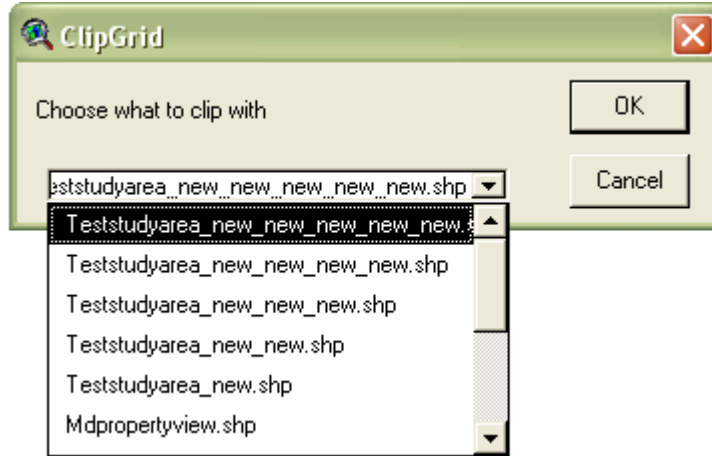 ClipGrid
Choose what to clip with
OK
eststudyarea_new_new_new_new_new.shp
Cancel
Teststudyarea_new_new_new_new_new.s
Teststudyarea_new_new_new_new.shp
Teststudyarea_new_new_new.shp
Teststudyarea_new_new.shp
Teststudyarea_new.shp
Mdpropertyview.shp